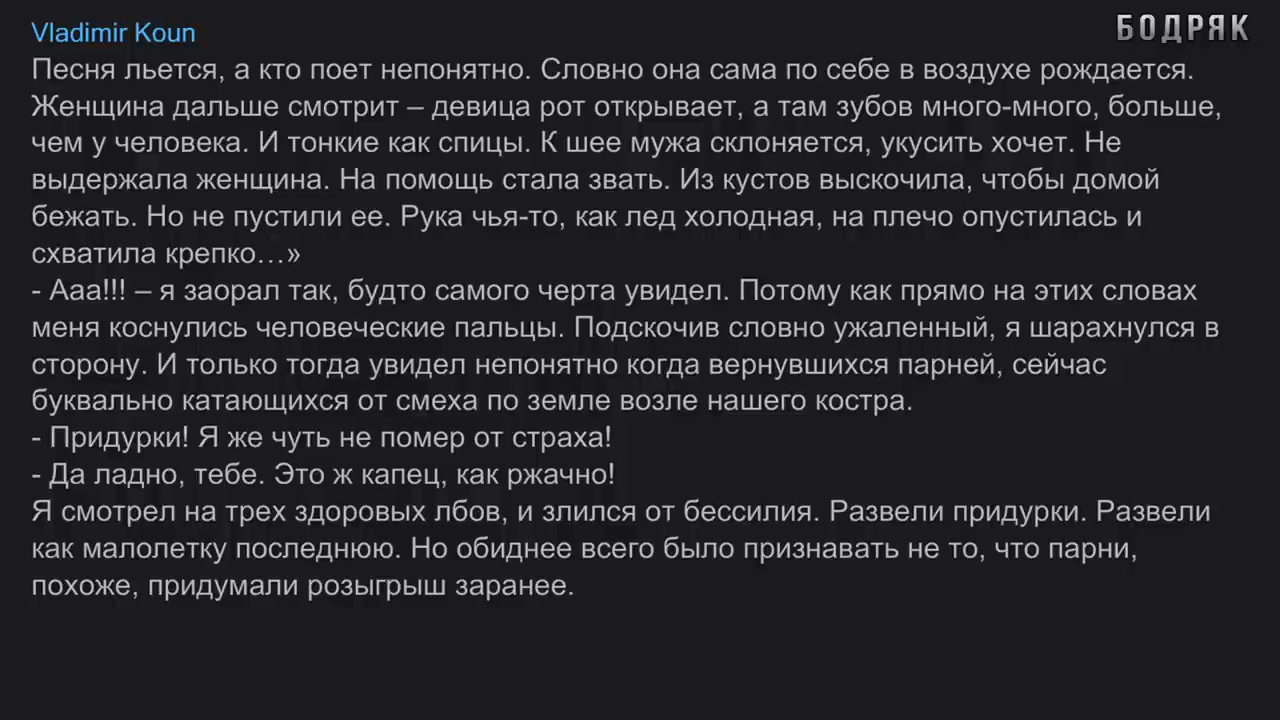 Vladimir Koun
БОДРЯК
Песня льется, а кто поет непонятно. Словно она сама по себе в воздухе рождается.
Женщина дальше смотрит – девица рот открывает, а там зубов много-много, больше,
чем у человека. И тонкие как спицы. К шее мужа склоняется, укусить хочет. Не
выдержала женщина. На помощь стала звать. Из кустов выскочила, чтобы домой
бежать. Но не пустили ее. Рука чья-то, как лед холодная, на плечо опустилась и
схватила крепко…»
- Ааа!!! – я заорал так, будто самого черта увидел. Потому как прямо на этих словах
меня коснулись человеческие пальцы. Подскочив словно ужаленный, я шарахнулся в
сторону. И только тогда увидел непонятно когда вернувшихся парней, сейчас
буквально катающихся от смеха по земле возле нашего костра.
- Придурки! Я же чуть не помер от страха!
- Да ладно, тебе. Это ж капец, как ржачно!
Я смотрел на трех здоровых лбов, и злился от бессилия. Развели придурки. Развели
как малолетку последнюю. Но обиднее всего было признавать не то, что парни,
похоже, придумали розыгрыш заранее.